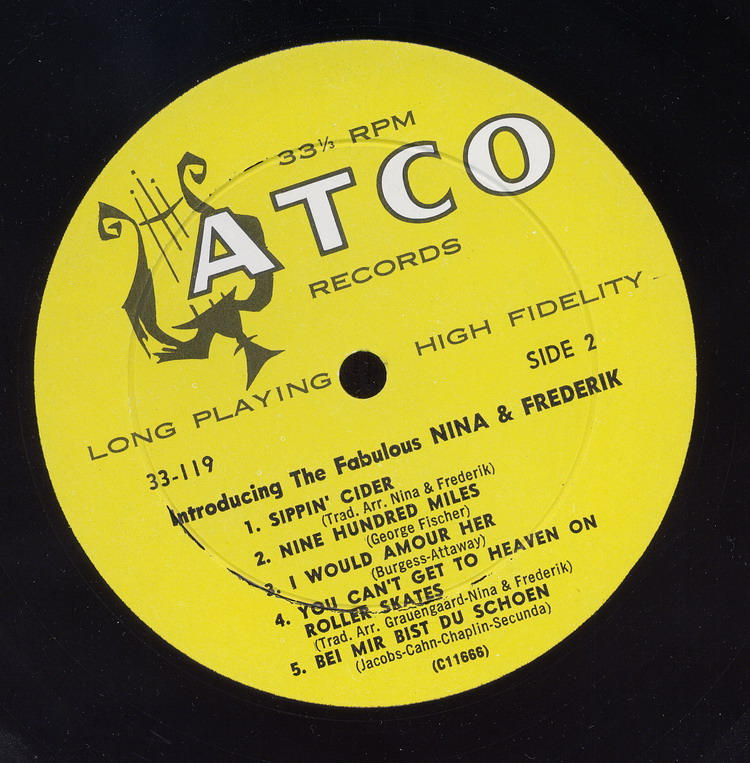 33⅓ RPM
ATCO
RECORDS
LONG PLAYING HIGH FIDELITY
SIDE 2
33-119
Introducing The Fabulous NINA & FREDERIK
1. SIPPIN' CIDER
(Trad. Arr. Nina & Frederik)
2. NINE HUNDRED MILES
(George Fischer)
3. I WOULD AMOUR HER
(Burgess-Attaway)
4. YOU CAN'T GET TO HEAVEN ON
ROLLER SKATES
(Trad. Arr. Grauengaard-Nina & Frederik)
5. BEI MIR BIST DU SCHOEN
(Jacobs-Cahn-Chaplin-Secunda)
(C11666)